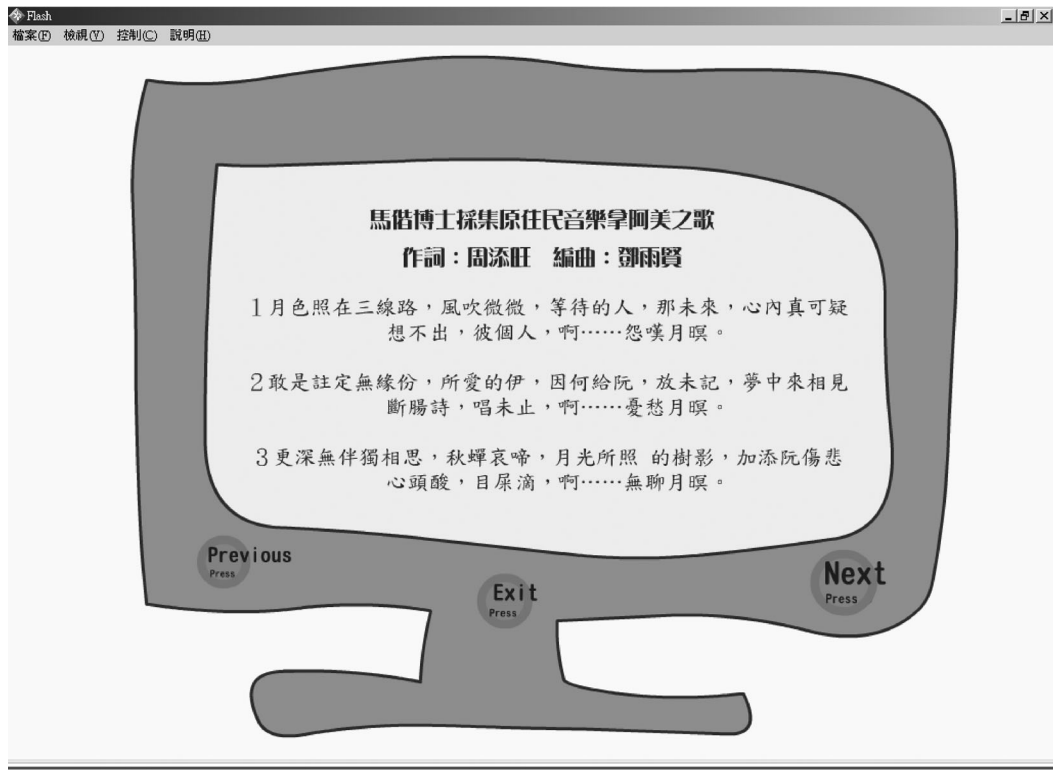 Flash
檔案(F) 檢視(V) 控制(C) 說明(H)
馬偕博士採集原住民音樂拿阿美之歌
作詞：周添旺 編曲：鄧雨賢
1月色照在三線路，風吹微微，等待的人，那未來，心內真可疑
想不出，彼個人，啊……怨嘆月暝。
2敢是註定無緣份，所愛的伊，因何給阮，放未記，夢中來相見
斷腸詩，唱未止，啊……憂愁月暝。
3更深無伴獨相思，秋蟬哀啼，月光所照 的樹影，加添阮傷悲
心頭酸，目屎滴，啊……無聊月暝。
Previous
Press
Exit
Press
Next
Press